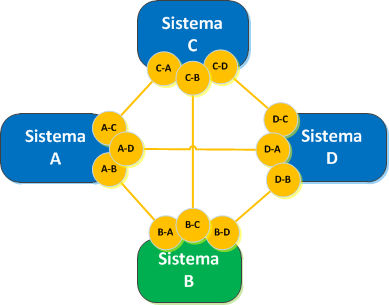 Sistema
C
C-A
C-B
C-D
Sistema
A
A-C
A-D
A-B
D-C
D-A
D-B
Sistema
D
B-A
B-C
B-D
Sistema
B